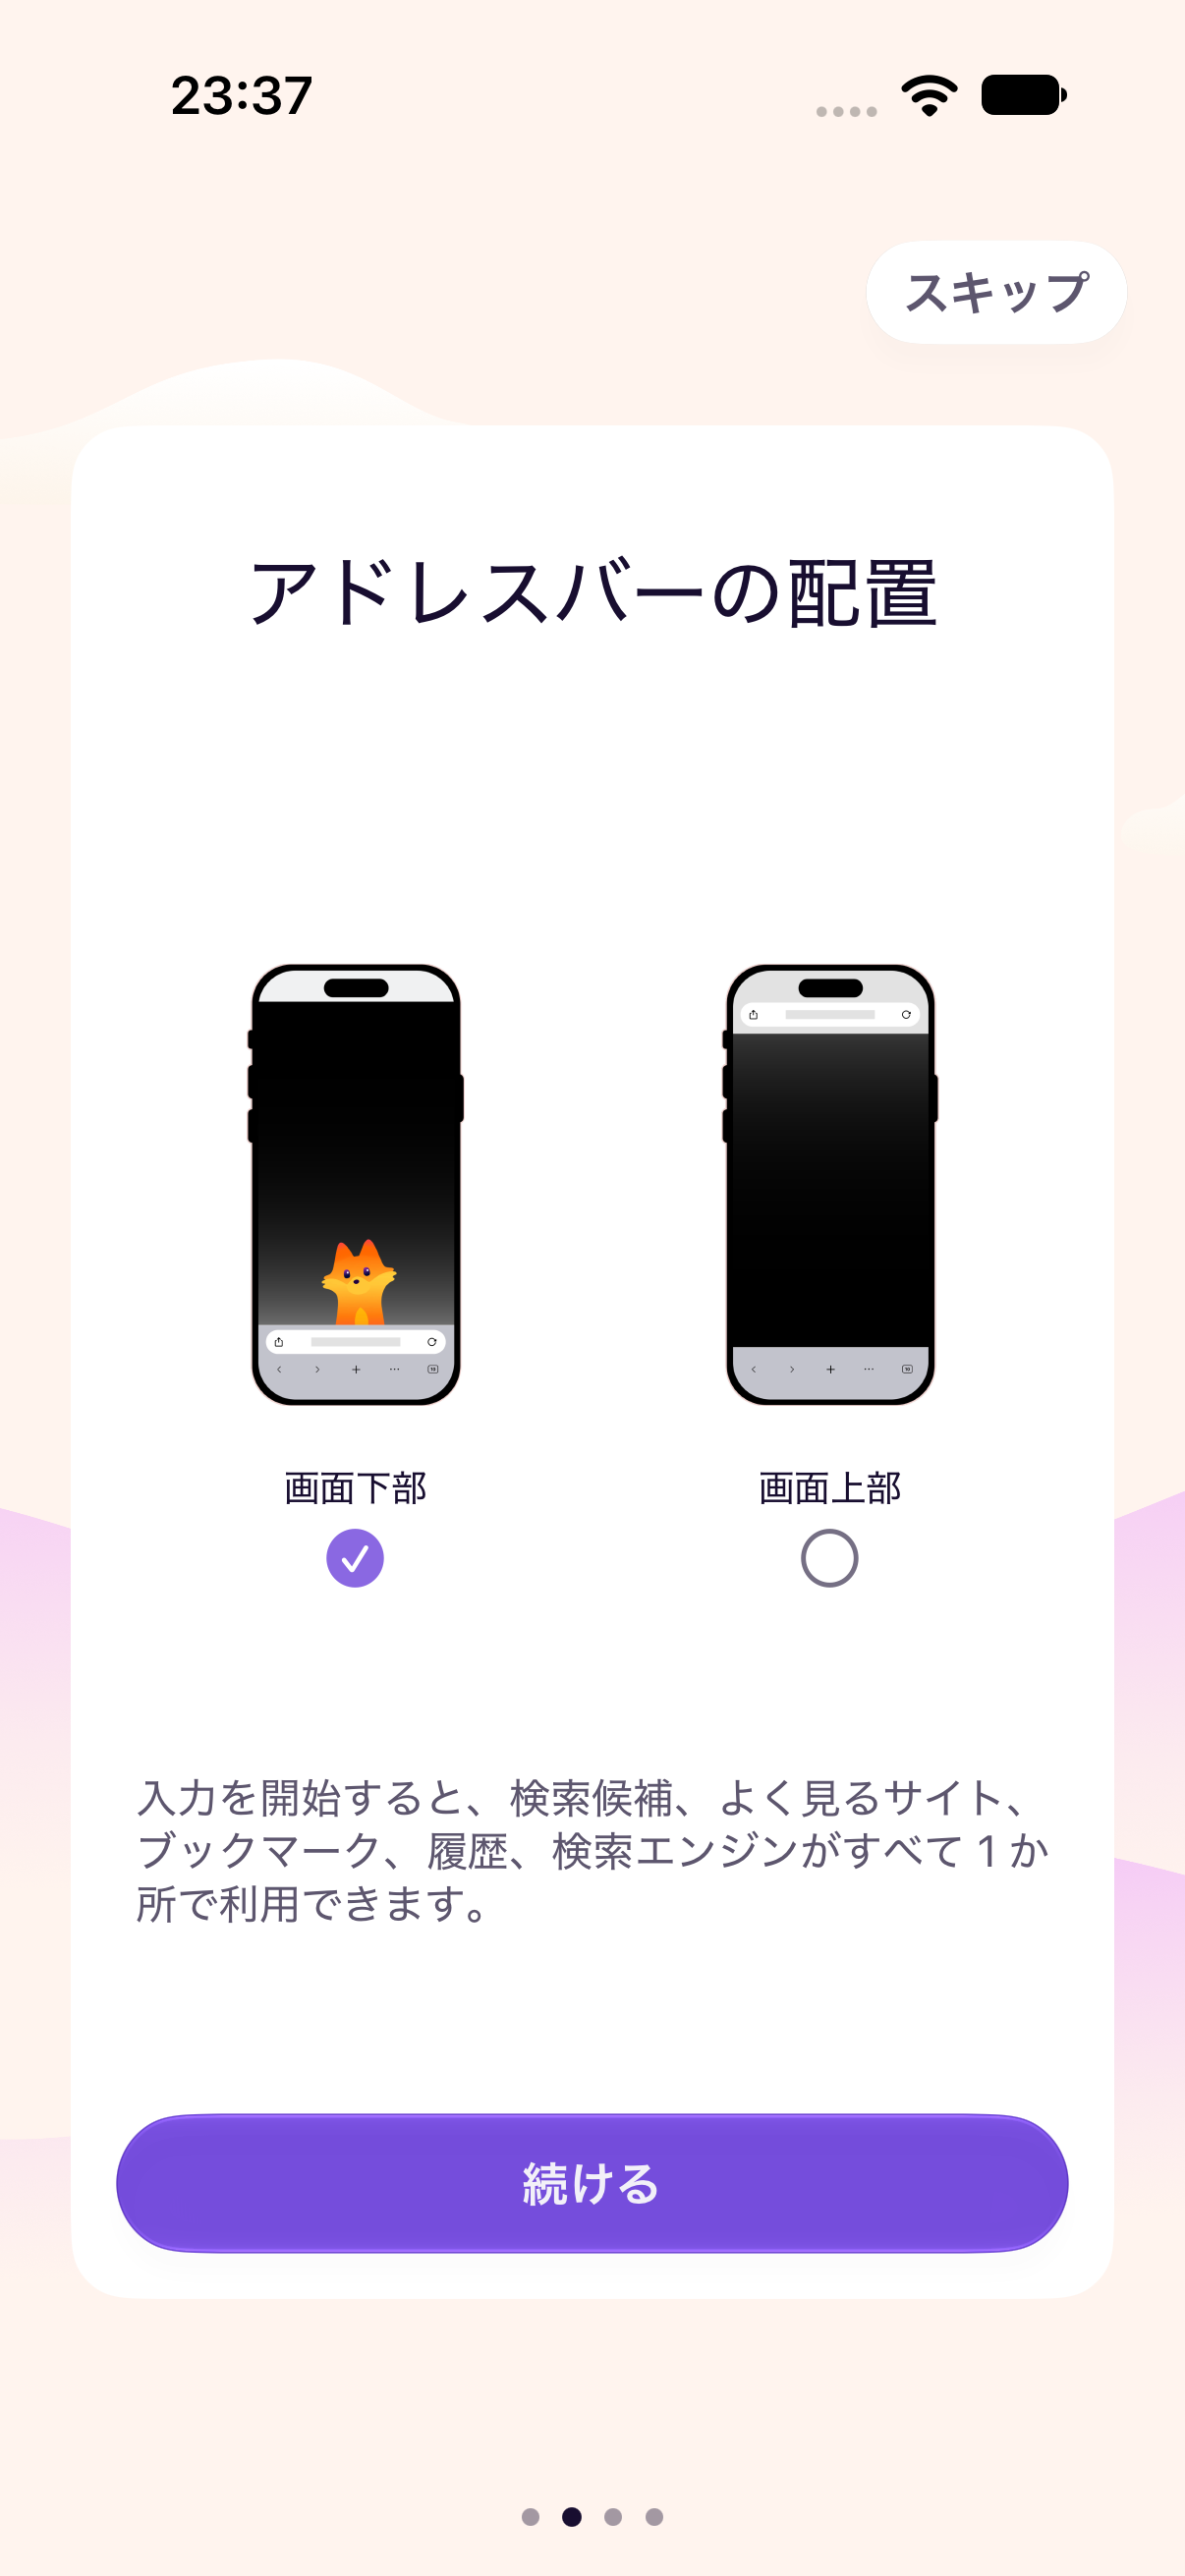 23:37
スキップ
アドレスバーの配置
画面下部
画面上部
入力を開始すると、検索候補、よく見るサイト、
ブックマーク、履歴、検索エンジンがすべて 1 か
所で利用できます。
続ける